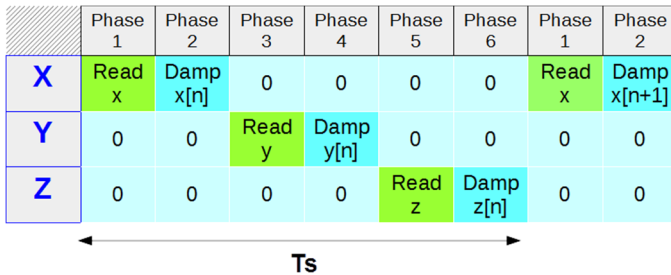 Phase 1 Phase 2 Phase 3 Phase 4 Phase 5 Phase 6 Phase 1 Phase 2
X Read x Damp x[n] 0 0 0 0 Read x Damp x[n+1]
Y 0 0 Read y Damp y[n] 0 0 0 0
Z 0 0 0 0 Read z Damp z[n] 0 0
Ts